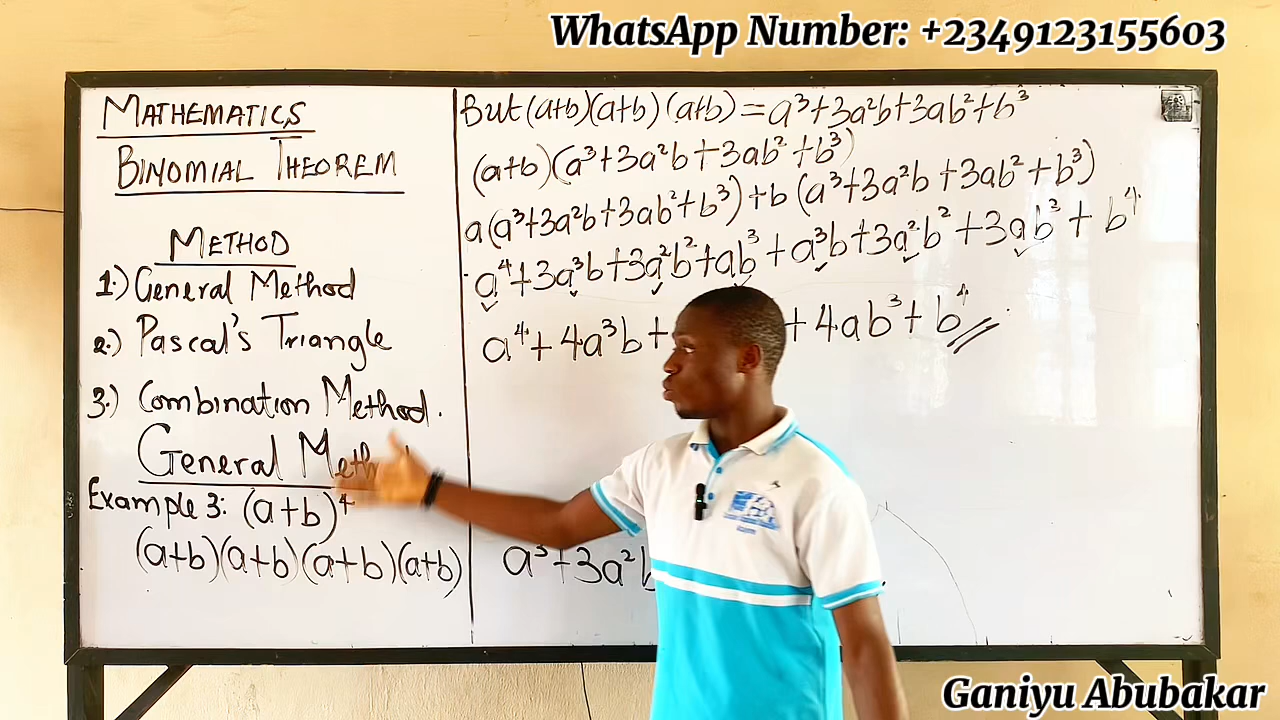 WhatsApp Number: +2349123155603
MATHEMATICS
BINOMIAL THEOREM
METHOD
1.) General Method
2.) Pascal's Triangle
3.) Combination Method.
General Meth
Example 3: (a+b)⁴
(a+b)(a+b)(a+b)(a+b)
But (a+b)(a+b)(a+b) = a³+3a²b+3ab²+b³
(a+b)(a³+3a²b+3ab²+b³)
a(a³+3a²b+3ab²+b³)+b(a³+3a²b+3ab²+b³)
a⁴+3a³b+3a²b²+ab³+a³b+3a²b²+3ab³+b⁴
a⁴+4a³b+ +4ab³+b⁴
a³+3a²b
Ganiyu Abubakar